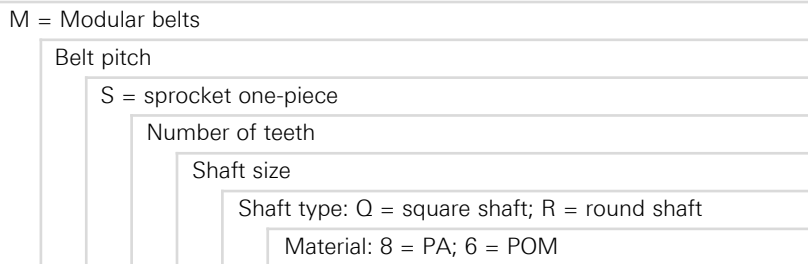 M = Modular belts
Belt pitch
S = sprocket one-piece
Number of teeth
Shaft size
Shaft type: Q = square shaft; R = round shaft
Material: 8 = PA; 6 = POM